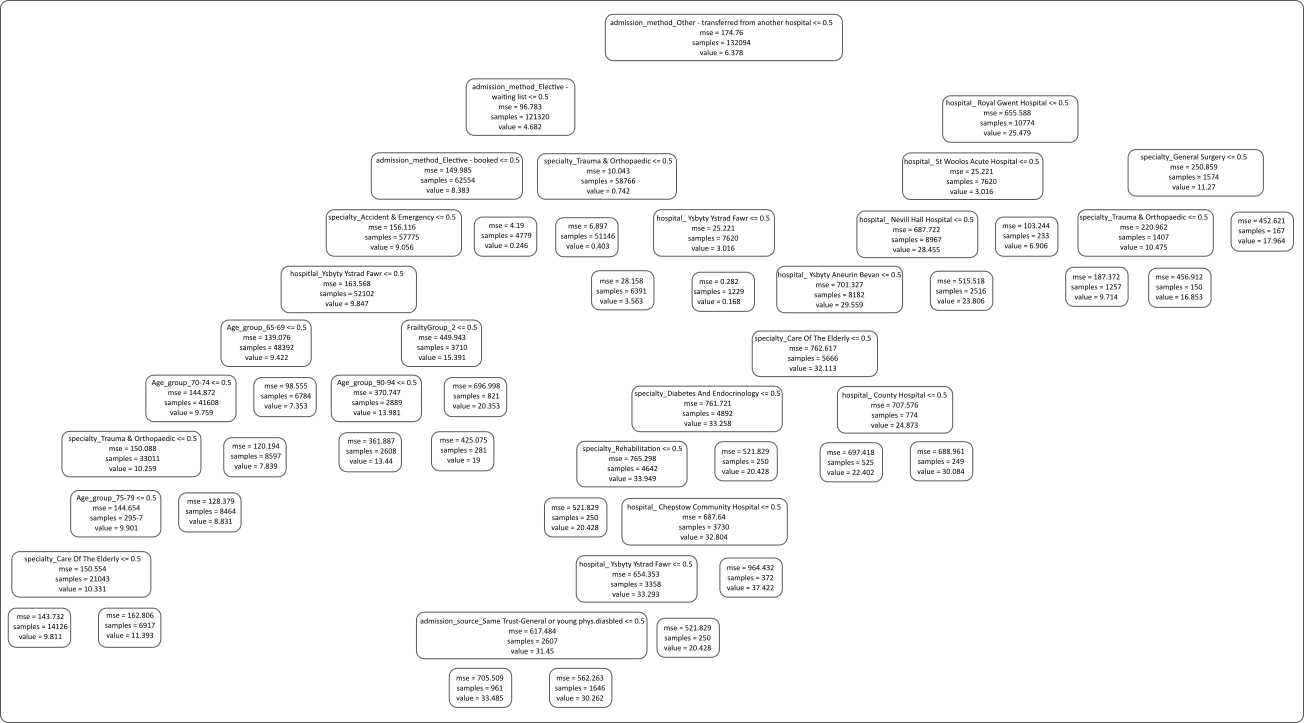 admission_method_Other - transferred from another hospital <= 0.5
mse = 174.76
samples = 132094
value = 6.378
admission_method_Elective -
waiting list <= 0.5
mse = 96.783
samples = 121320
value = 4.682
hospital_ Royal Gwent Hospital <= 0.5
mse = 655.588
samples = 10774
value = 25.479
admission_method_Elective - booked <= 0.5
mse = 149.985
samples = 62554
value = 8.383
specialty_Trauma & Orthopaedic <= 0.5
mse = 10.043
samples = 58766
value = 0.742
hospital_ St Woolos Acute Hospital <= 0.5
mse = 25.221
samples = 7620
value = 3.016
specialty_General Surgery <= 0.5
mse = 250.859
samples = 1574
value = 11.27
specialty_Accident & Emergency <= 0.5
mse = 156.116
samples = 57775
value = 9.056
mse = 4.19
samples = 4779
value = 0.246
mse = 6.897
samples = 51146
value = 0.403
hospital_ Ysbyty Ystrad Fawr <= 0.5
mse = 25.221
samples = 7620
value = 3.016
hospital_ Nevill Hall Hospital <= 0.5
mse = 687.722
samples = 8967
value = 28.455
mse = 103.244
samples = 233
value = 6.906
specialty_Trauma & Orthopaedic <= 0.5
mse = 220.962
samples = 1407
value = 10.475
mse = 452.621
samples = 167
value = 17.964
hospitlal_Ysbyty Ystrad Fawr <= 0.5
mse = 163.568
samples = 52102
value = 9.847
mse = 28.158
samples = 6391
value = 3.563
mse = 0.282
samples = 1229
value = 0.168
hospital_ Ysbyty Aneurin Bevan <= 0.5
mse = 701.327
samples = 8182
value = 29.559
mse = 515.518
samples = 2516
value = 23.806
mse = 187.372
samples = 1257
value = 9.714
mse = 456.912
samples = 150
value = 16.853
Age_group_65-69 <= 0.5
mse = 139.076
samples = 48392
value = 9.422
FrailtyGroup_2 <= 0.5
mse = 449.943
samples = 3710
value = 15.391
specialty_Care Of The Elderly <= 0.5
mse = 762.617
samples = 5666
value = 32.113
Age_group_70-74 <= 0.5
mse = 144.872
samples = 41608
value = 9.759
mse = 98.555
samples = 6784
value = 7.353
Age_group_90-94 <= 0.5
mse = 370.747
samples = 2889
value = 13.981
mse = 696.998
samples = 821
value = 20.353
specialty_Diabetes And Endocrinology <= 0.5
mse = 761.721
samples = 4892
value = 33.258
hospital_ County Hospital <= 0.5
mse = 707.576
samples = 774
value = 24.873
specialty_Trauma & Orthopaedic <= 0.5
mse = 150.088
samples = 33011
value = 10.259
mse = 120.194
samples = 8597
value = 7.839
mse = 361.887
samples = 2608
value = 13.44
mse = 425.075
samples = 281
value = 19
specialty_Rehabilitation <= 0.5
mse = 765.298
samples = 4642
value = 33.949
mse = 521.829
samples = 250
value = 20.428
mse = 697.418
samples = 525
value = 22.402
mse = 688.961
samples = 249
value = 30.084
Age_group_75-79 <= 0.5
mse = 144.654
samples = 295-7
value = 9.901
mse = 128.379
samples = 8464
value = 8.831
mse = 521.829
samples = 250
value = 20.428
hospital_ Chepstow Community Hospital <= 0.5
mse = 687.64
samples = 3730
value = 32.804
specialty_Care Of The Elderly <= 0.5
mse = 150.554
samples = 21043
value = 10.331
hospital_ Ysbyty Ystrad Fawr <= 0.5
mse = 654.353
samples = 3358
value = 33.293
mse = 964.432
samples = 372
value = 37.422
mse = 143.732
samples = 14126
value = 9.811
mse = 162.806
samples = 6917
value = 11.393
admission_source_Same Trust-General or young phys.diasbled <= 0.5
mse = 617.484
samples = 2607
value = 31.45
mse = 521.829
samples = 250
value = 20.428
mse = 705.509
samples = 961
value = 33.485
mse = 562.263
samples = 1646
value = 30.262